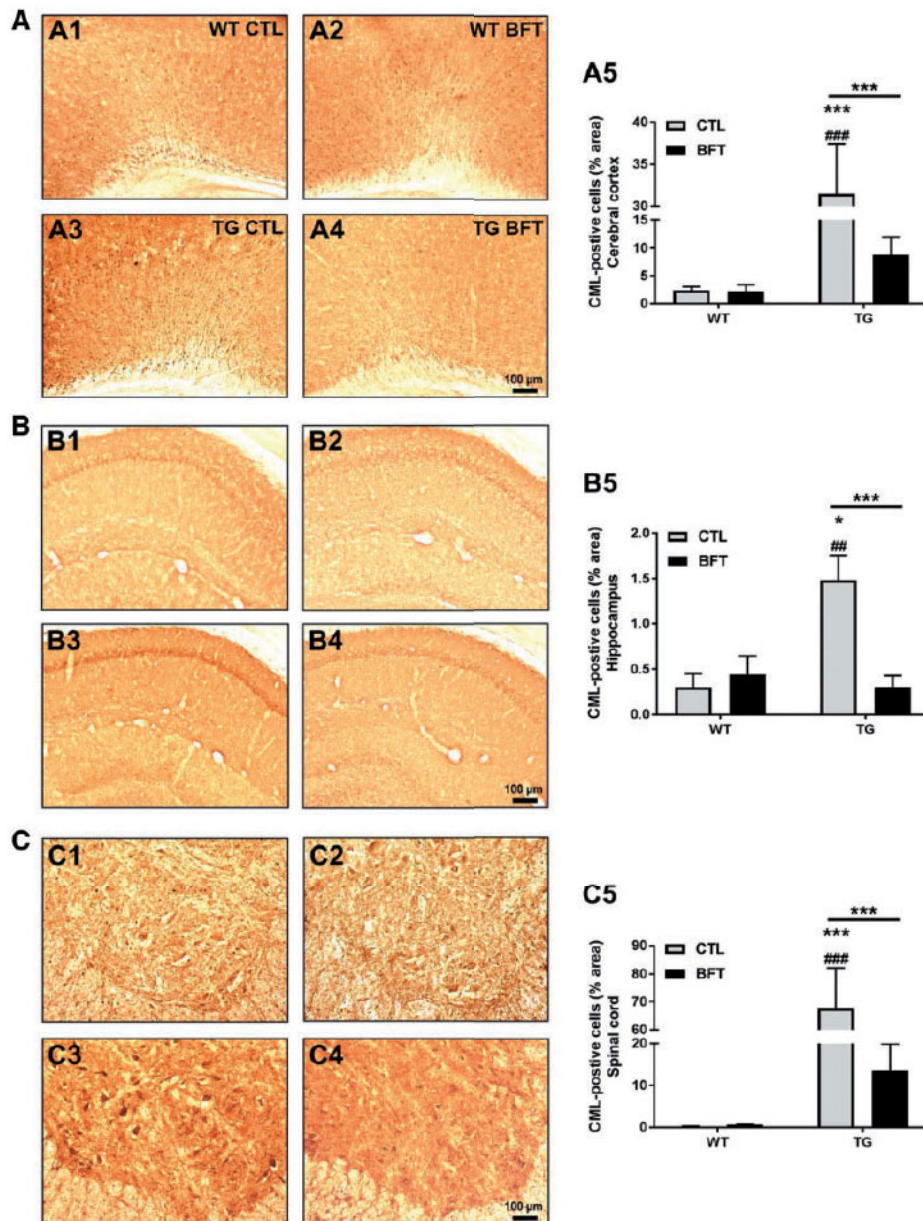 A
A1 WT CTL
A2 WT BFT
A3 TG CTL
A4 TG BFT
100 µm
A5
***
***
###
CTL
BFT
CML-postive cells (% area)
Cerebral cortex
40
35
30
15
10
5
0
WT TG
B
B1
B2
B3
B4
100 µm
B5
***
*
##
CTL
BFT
CML-postive cells (% area)
Hippocampus
2.0
1.5
1.0
0.5
0.0
WT TG
C
C1
C2
C3
C4
100 µm
C5
***
***
###
CTL
BFT
CML-postive cells (% area)
Spinal cord
90
80
70
60
20
10
0
WT TG